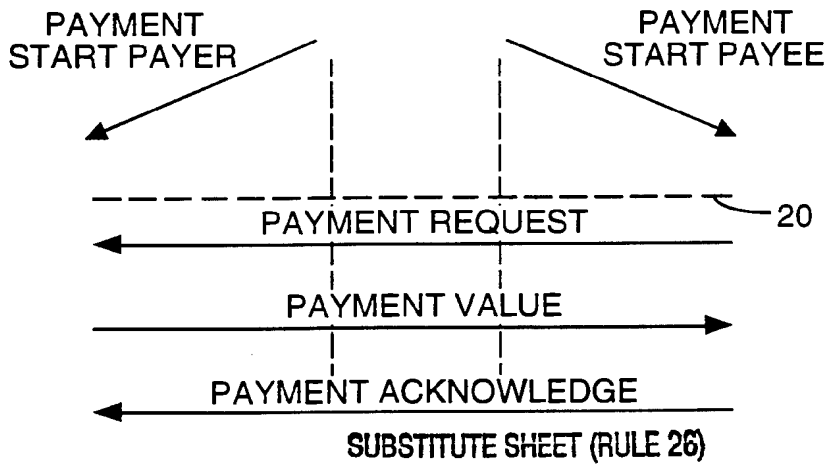 PAYMENT
START PAYER
PAYMENT
START PAYEE
20
PAYMENT REQUEST
PAYMENT VALUE
PAYMENT ACKNOWLEDGE
SUBSTITUTE SHEET (RULE 26)